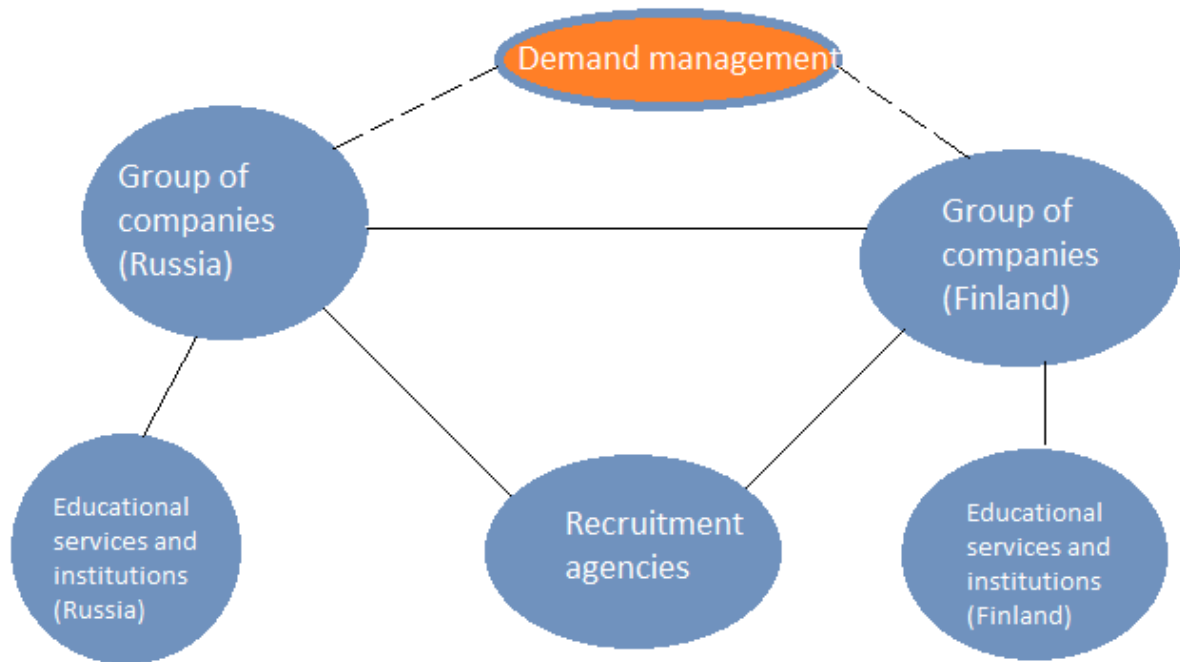 Demand management
Group of
companies
(Russia)
Group of
companies
(Finland)
Educational
services and
institutions
(Russia)
Recruitment
agencies
Educational
services and
institutions
(Finland)